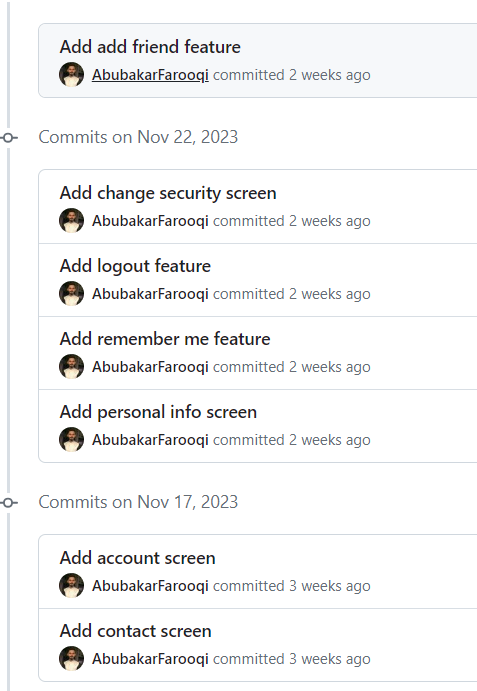 Add add friend feature
AbubakarFarooqi committed 2 weeks ago
Commits on Nov 22, 2023
Add change security screen
AbubakarFarooqi committed 2 weeks ago
Add logout feature
AbubakarFarooqi committed 2 weeks ago
Add remember me feature
AbubakarFarooqi committed 2 weeks ago
Add personal info screen
AbubakarFarooqi committed 2 weeks ago
Commits on Nov 17, 2023
Add account screen
AbubakarFarooqi committed 3 weeks ago
Add contact screen
AbubakarFarooqi committed 3 weeks ago